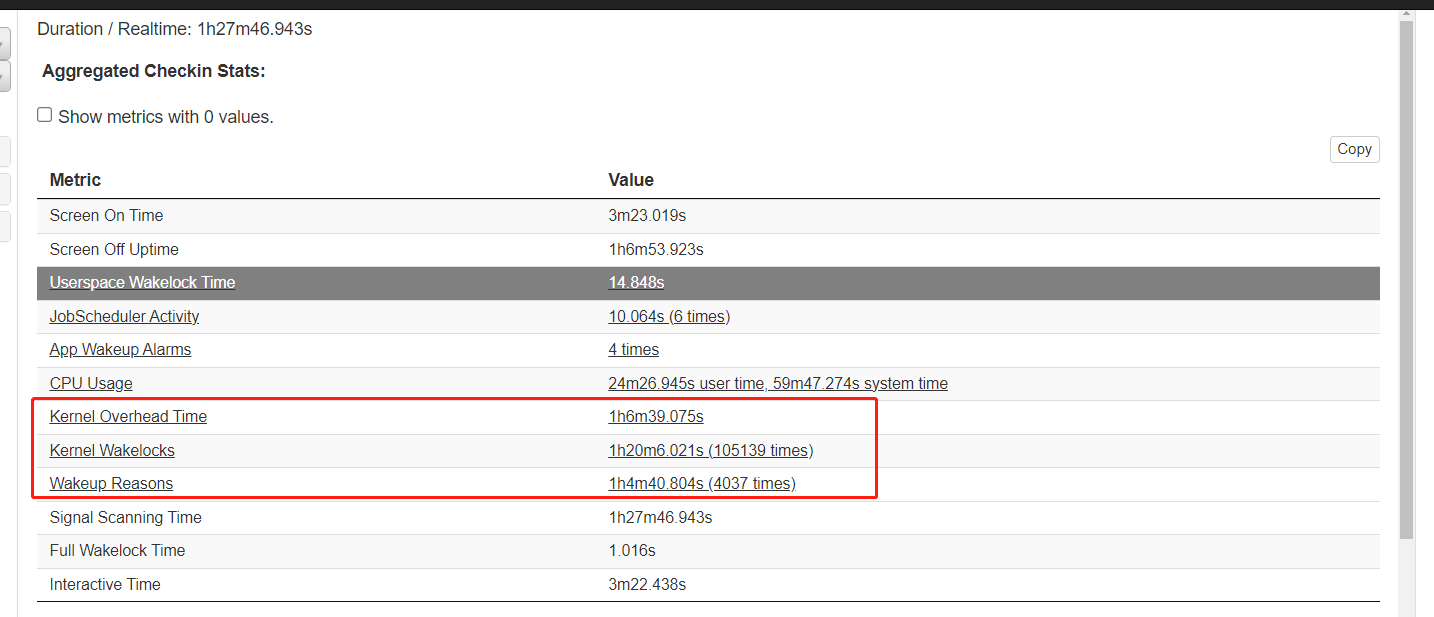 Duration / Realtime: 1h27m46.943s
Aggregated Checkin Stats:
Show metrics with 0 values.
Copy
Metric Value
Screen On Time 3m23.019s
Screen Off Uptime 1h6m53.923s
Userspace Wakelock Time 14.848s
JobScheduler Activity 10.064s (6 times)
App Wakeup Alarms 4 times
CPU Usage 24m26.945s user time, 59m47.274s system time
Kernel Overhead Time 1h6m39.075s
Kernel Wakelocks 1h20m6.021s (105139 times)
Wakeup Reasons 1h4m40.804s (4037 times)
Signal Scanning Time 1h27m46.943s
Full Wakelock Time 1.016s
Interactive Time 3m22.438s